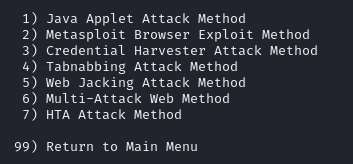 1) Java Applet Attack Method
2) Metasploit Browser Exploit Method
3) Credential Harvester Attack Method
4) Tabnabbing Attack Method
5) Web Jacking Attack Method
6) Multi-Attack Web Method
7) HTA Attack Method
99) Return to Main Menu